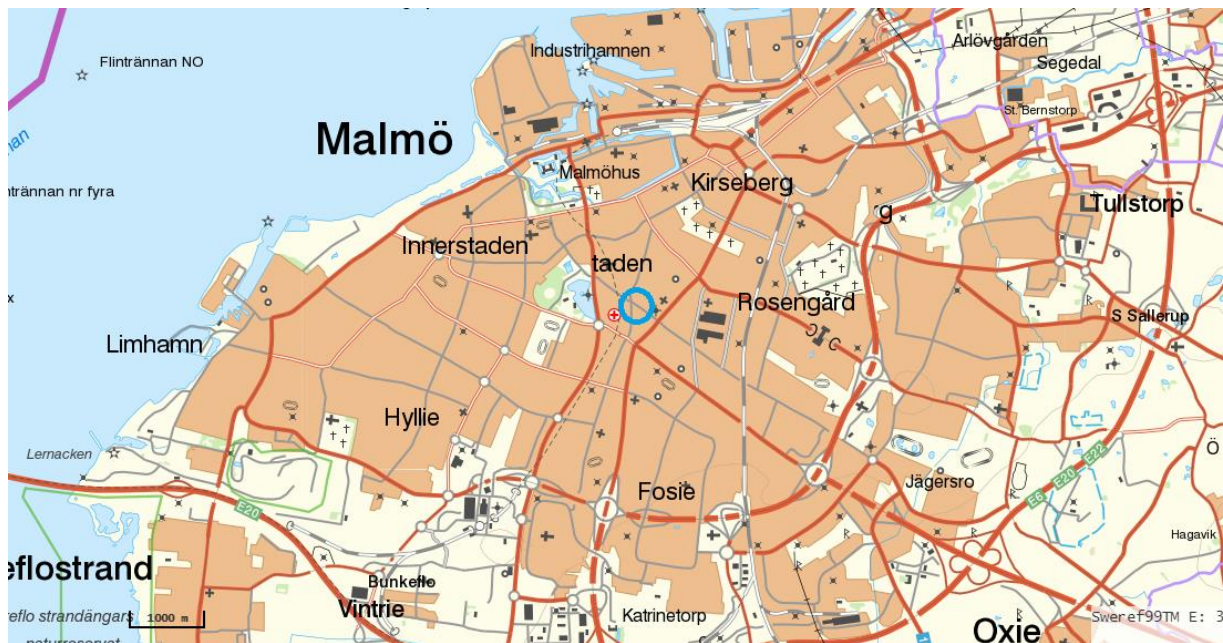 Industrihamnen
Arlövgården
Flintrännan NO
Segedal
St. Bernstorp
Malmö
Malmöhus
Kirseberg
ntrännan nr fyra
g
Tullstorp
Innerstaden
taden
Rosengård
S Sallerup
Limhamn
Hyllie
Ö
Lernacken
E22
E20
Jägersro
Fosie
E6
E20
Hagavik
eflostrand
Bunkeflo
Vintrie
eflo strandängars
1000 m
Katrinetorp
Sweref99TM E: 3
Oxie
naturreservat